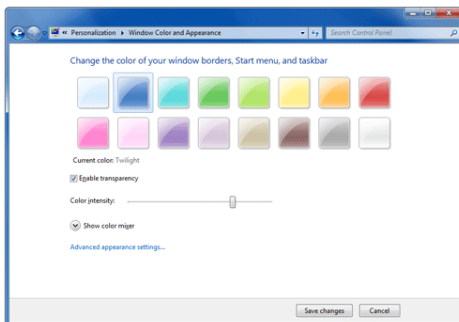 Personalization ▸ Window Color and Appearance
Search Control Panel
Change the color of your window borders, Start menu, and taskbar
Current color: Twilight
Enable transparency
Color intensity:
Show color mixer
Advanced appearance settings...
Save changes
Cancel